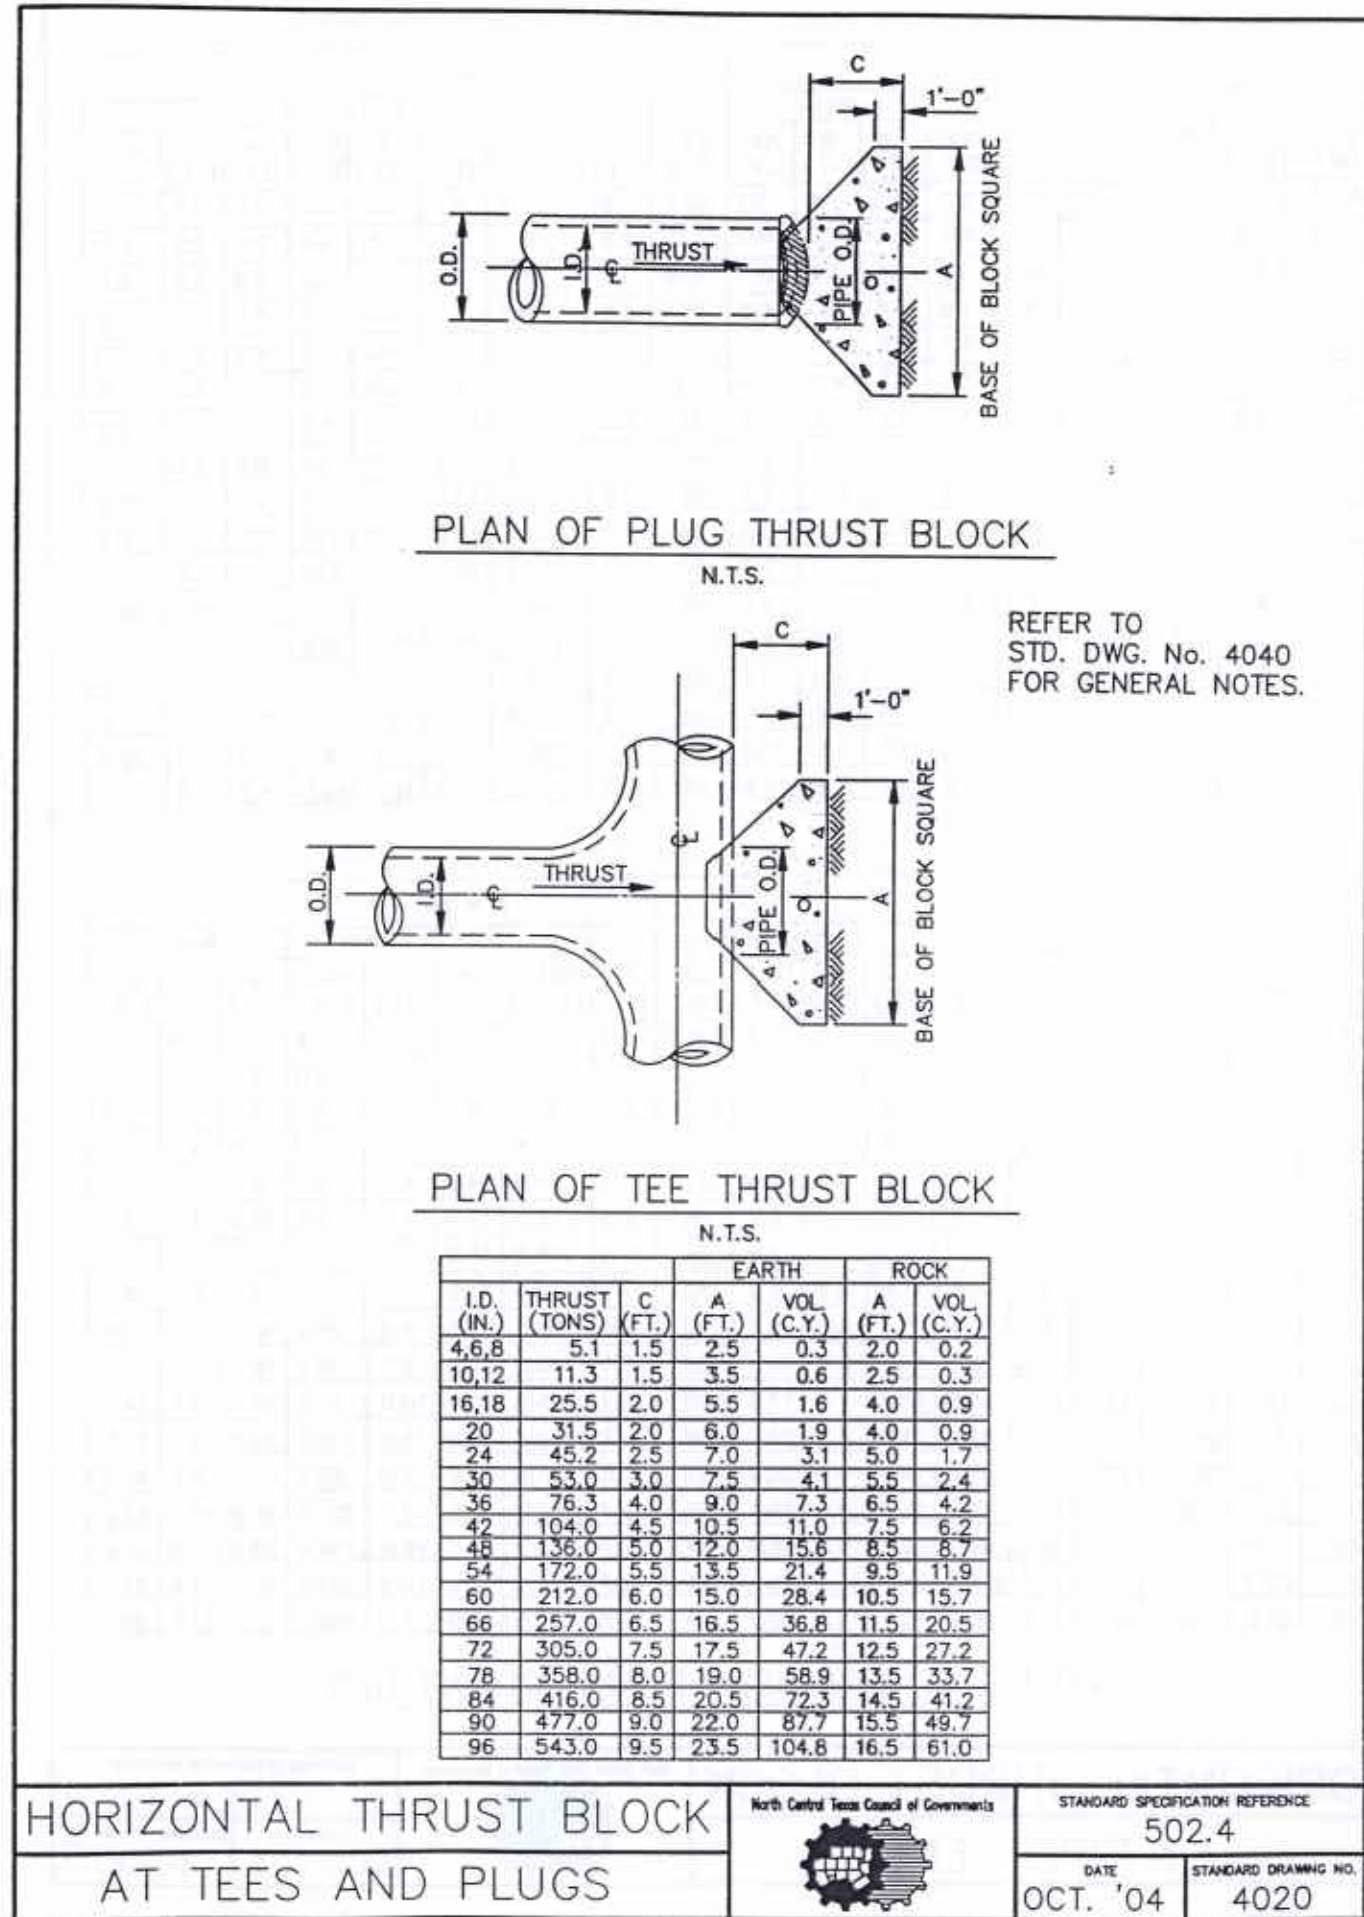 C
1'-0"
O.D.
I.D.
℄
THRUST
PIPE O.D.
A
BASE OF BLOCK SQUARE
PLAN OF PLUG THRUST BLOCK
N.T.S.
REFER TO
STD. DWG. No. 4040
FOR GENERAL NOTES.
C
1'-0"
O.D.
I.D.
℄
THRUST
℄
PIPE O.D.
A
BASE OF BLOCK SQUARE
PLAN OF TEE THRUST BLOCK
N.T.S.
EARTH ROCK
I.D. (IN.) THRUST (TONS) C (FT.) A (FT.) VOL. (C.Y.) A (FT.) VOL. (C.Y.)
4,6,8 5.1 1.5 2.5 0.3 2.0 0.2
10,12 11.3 1.5 3.5 0.6 2.5 0.3
16,18 25.5 2.0 5.5 1.6 4.0 0.9
20 31.5 2.0 6.0 1.9 4.0 0.9
24 45.2 2.5 7.0 3.1 5.0 1.7
30 53.0 3.0 7.5 4.1 5.5 2.4
36 76.3 4.0 9.0 7.3 6.5 4.2
42 104.0 4.5 10.5 11.0 7.5 6.2
48 136.0 5.0 12.0 15.6 8.5 8.7
54 172.0 5.5 13.5 21.4 9.5 11.9
60 212.0 6.0 15.0 28.4 10.5 15.7
66 257.0 6.5 16.5 36.8 11.5 20.5
72 305.0 7.5 17.5 47.2 12.5 27.2
78 358.0 8.0 19.0 58.9 13.5 33.7
84 416.0 8.5 20.5 72.3 14.5 41.2
90 477.0 9.0 22.0 87.7 15.5 49.7
96 543.0 9.5 23.5 104.8 16.5 61.0
HORIZONTAL THRUST BLOCK
AT TEES AND PLUGS
North Central Texas Council of Governments
STANDARD SPECIFICATION REFERENCE
502.4
DATE
OCT. '04
STANDARD DRAWING NO.
4020